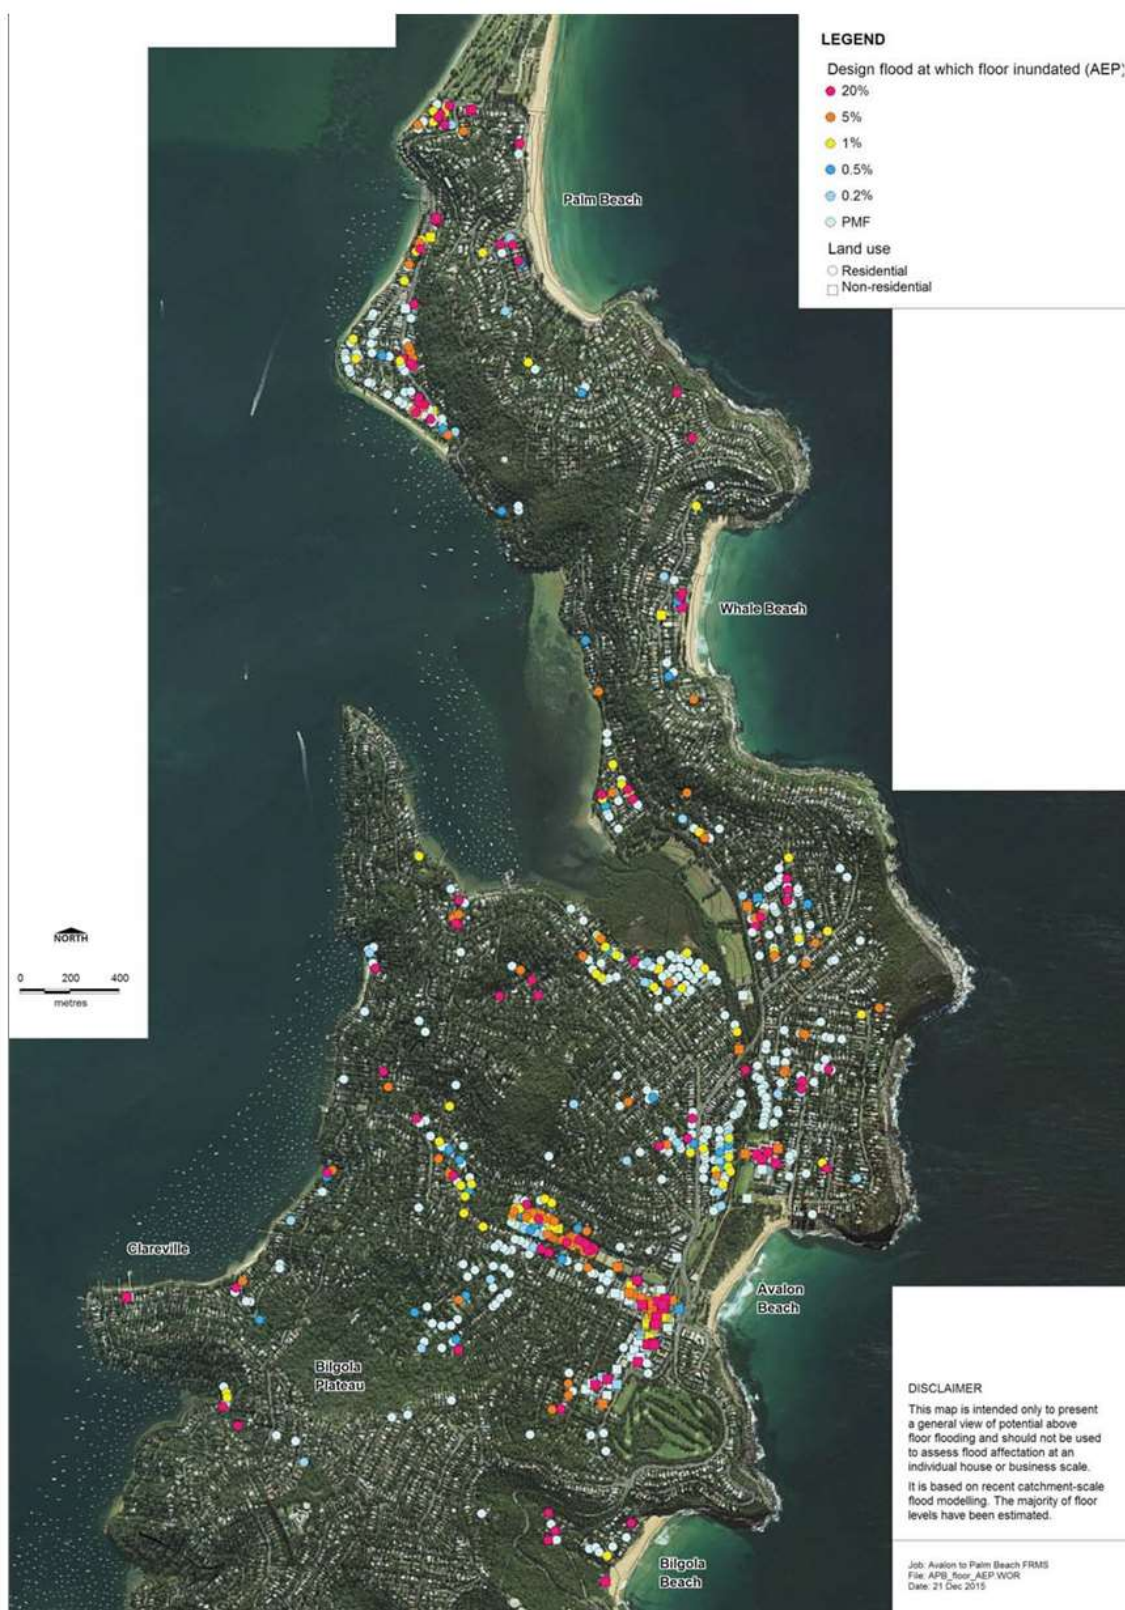 LEGEND
Design flood at which floor inundated (AEP)
20%
5%
1%
0.5%
0.2%
PMF
Land use
Residential
Non-residential
Palm Beach
Whale Beach
NORTH
0 200 400
metres
Clareville
Avalon
Beach
Bilgola
Plateau
Bilgola
Beach
DISCLAIMER
This map is intended only to present
a general view of potential above
floor flooding and should not be used
to assess flood affectation at an
individual house or business scale.
It is based on recent catchment-scale
flood modelling. The majority of floor
levels have been estimated.
Job: Avalon to Palm Beach FRMS
File: APB_floor_AEP.WOR
Date: 21 Dec 2015